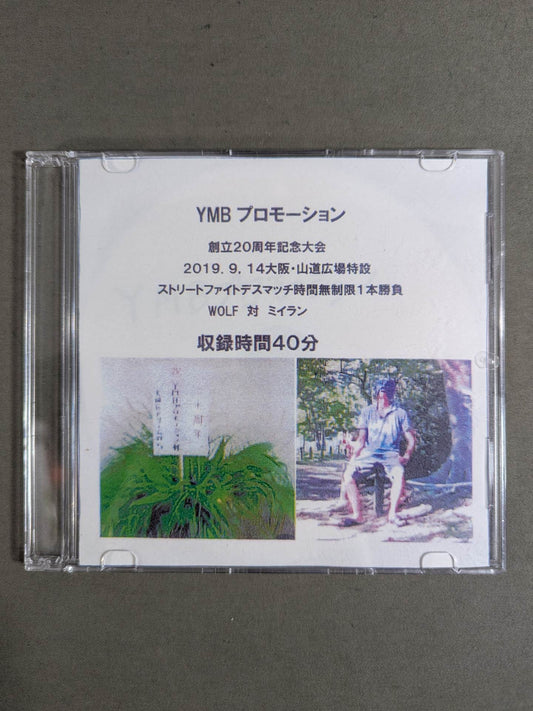 YMB プロモーション
創立20周年記念大会
2019. 9. 14大阪・山道広場特設
ストリートファイトデスマッチ時間無制限1本勝負
WOLF 対 ミイラン
収録時間40分
周年